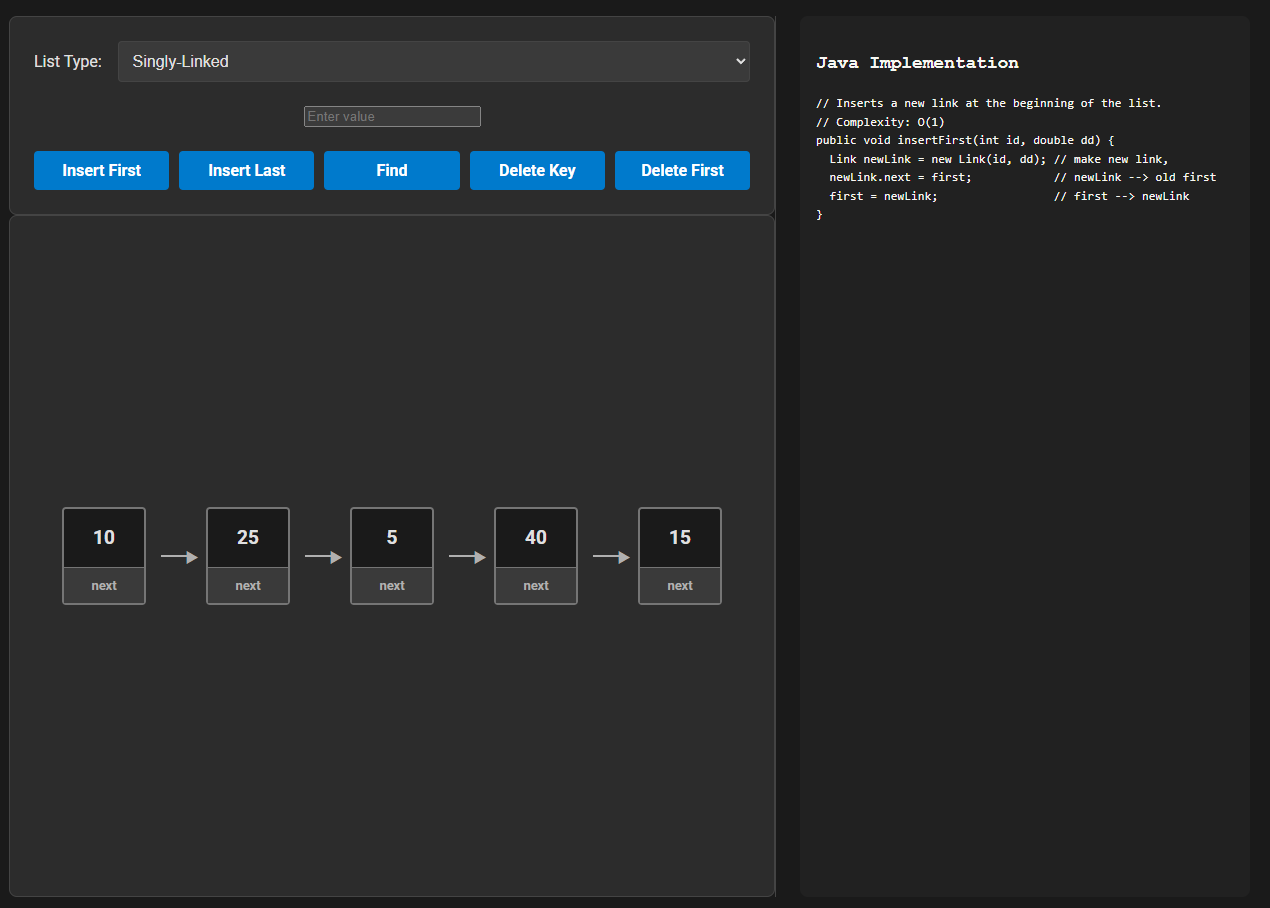 List Type: Singly-Linked
Enter value
Insert First Insert Last Find Delete Key Delete First
10 25 5 40 15
next next next next next
Java Implementation
// Inserts a new link at the beginning of the list.
// Complexity: O(1)
public void insertFirst(int id, double dd) {
  Link newLink = new Link(id, dd); // make new link,
  newLink.next = first;            // newLink --> old first
  first = newLink;                 // first --> newLink
}